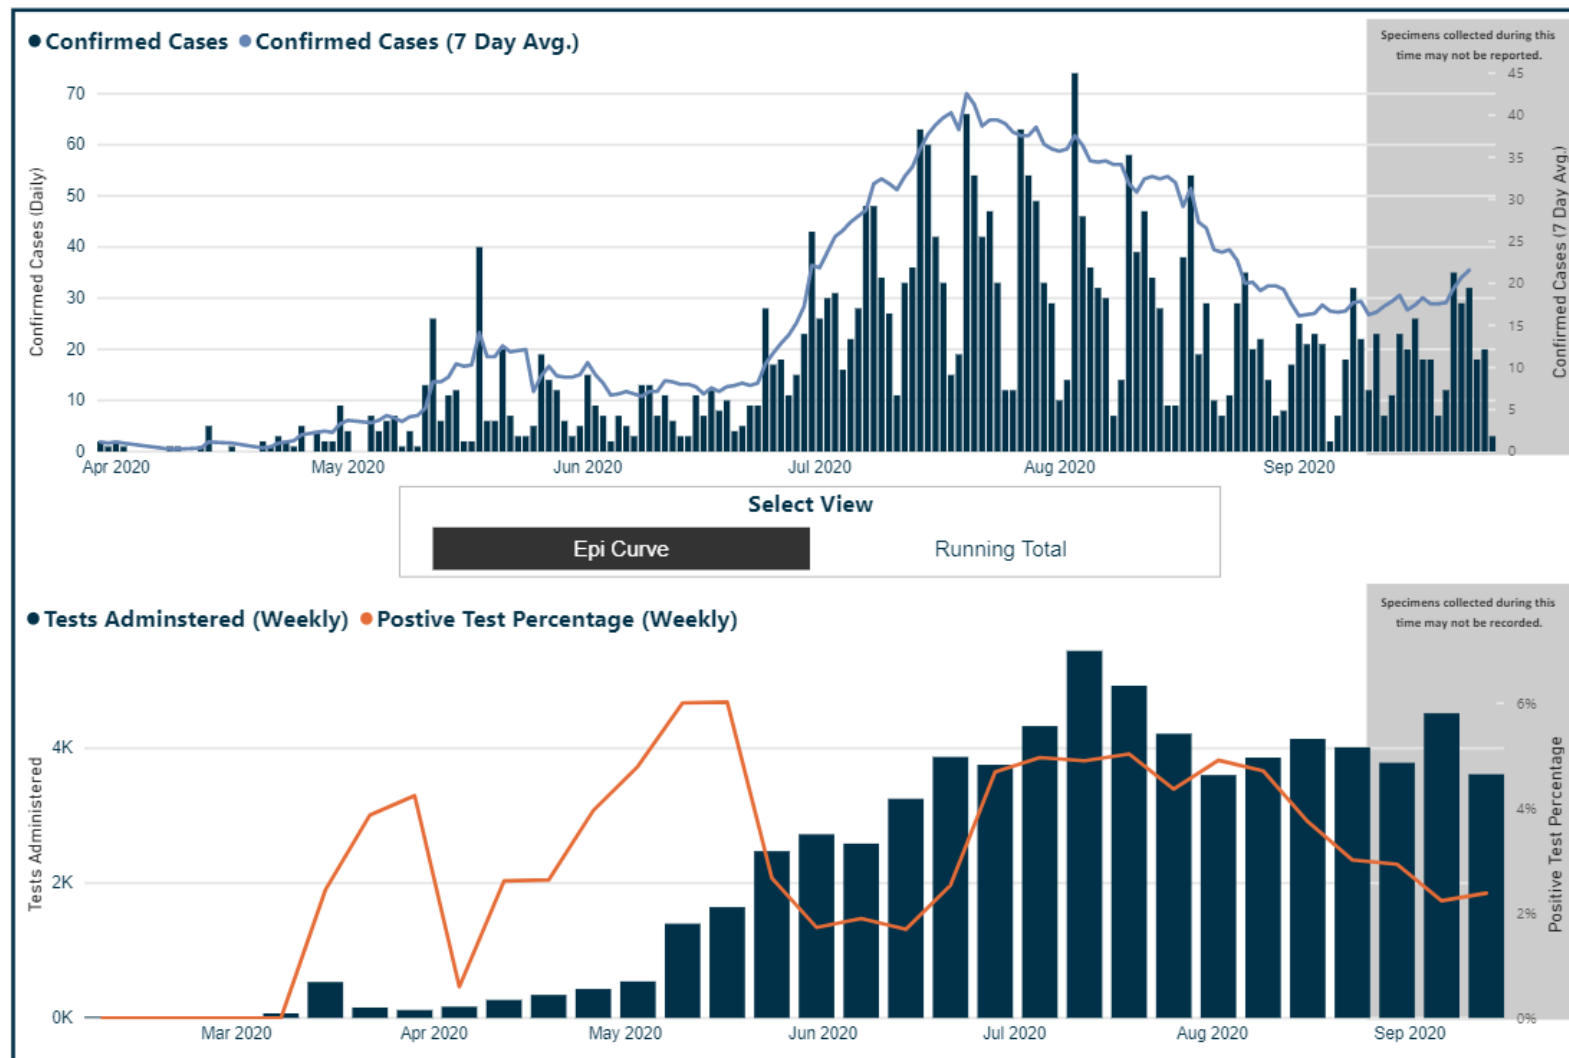 Confirmed Cases Confirmed Cases (7 Day Avg.)
Specimens collected during this
time may not be reported.
Confirmed Cases (Daily)
70
60
50
40
30
20
10
0
45
40
35
30
25
20
15
10
5
0
Confirmed Cases (7 Day Avg.)
Apr 2020 May 2020 Jun 2020 Jul 2020 Aug 2020 Sep 2020
Select View
Epi Curve Running Total
Tests Adminstered (Weekly) Postive Test Percentage (Weekly)
Specimens collected during this
time may not be recorded.
Tests Administered
4K
2K
0K
6%
4%
2%
0%
Positive Test Percentage
Mar 2020 Apr 2020 May 2020 Jun 2020 Jul 2020 Aug 2020 Sep 2020